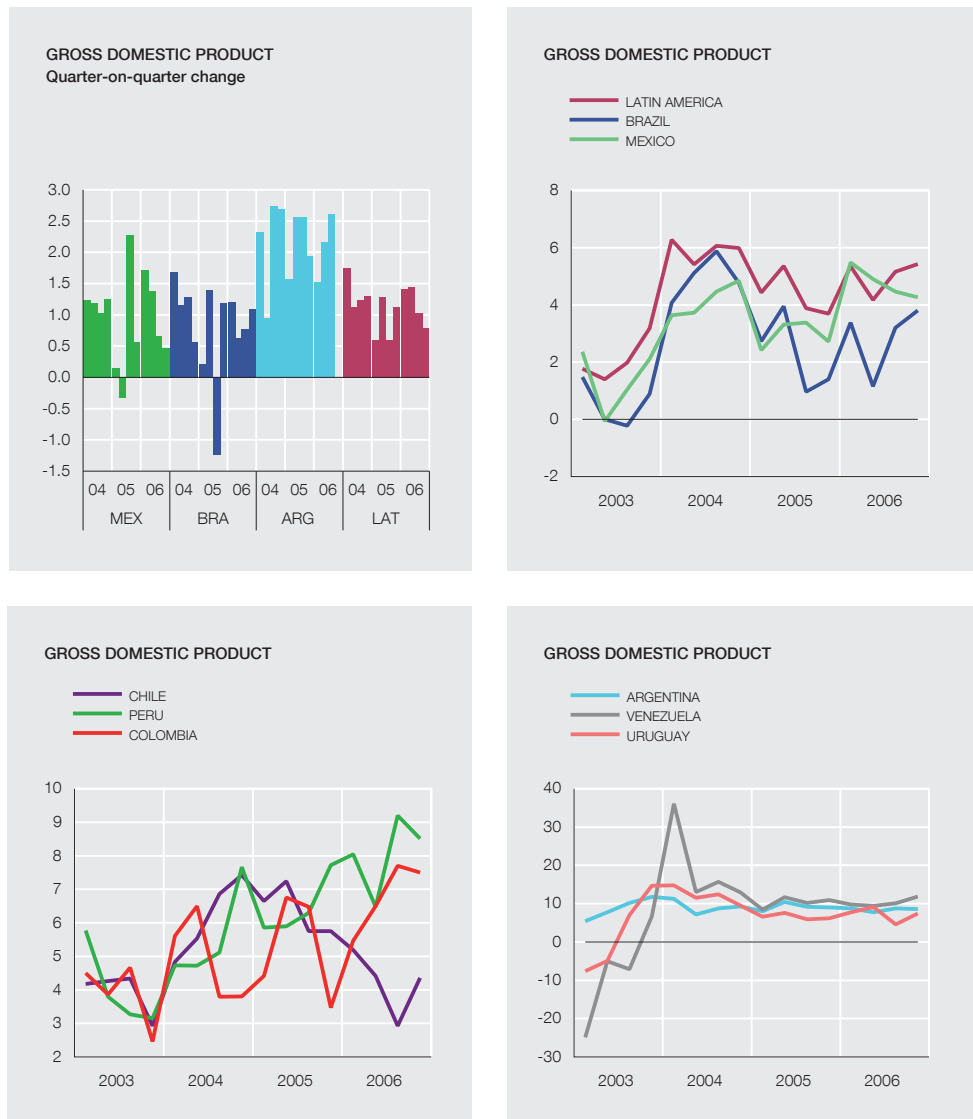 GROSS DOMESTIC PRODUCT
Quarter-on-quarter change
3.0
2.5
2.0
1.5
1.0
0.5
0.0
-0.5
-1.0
-1.5
04 05 06 04 05 06 04 05 06 04 05 06
MEX BRA ARG LAT
GROSS DOMESTIC PRODUCT
LATIN AMERICA
BRAZIL
MEXICO
8
6
4
2
0
-2
2003 2004 2005 2006
GROSS DOMESTIC PRODUCT
CHILE
PERU
COLOMBIA
10
9
8
7
6
5
4
3
2
2003 2004 2005 2006
GROSS DOMESTIC PRODUCT
ARGENTINA
VENEZUELA
URUGUAY
40
30
20
10
0
-10
-20
-30
2003 2004 2005 2006